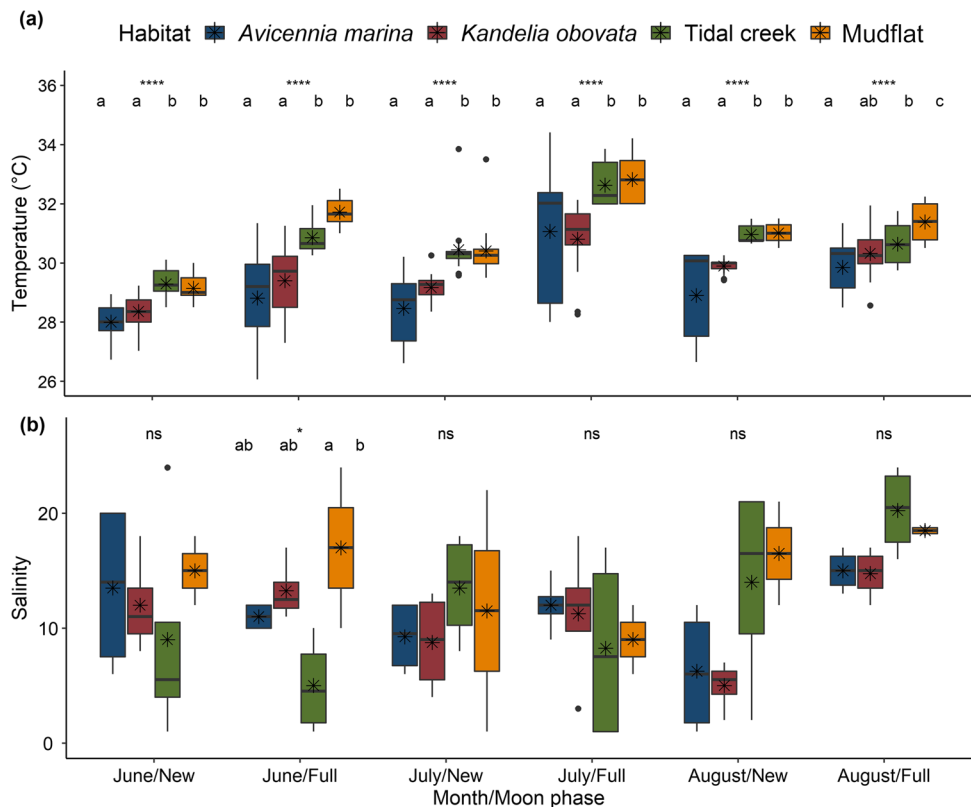 (a)
Habitat Avicennia marina Kandelia obovata Tidal creek Mudflat
**** **** **** **** **** ****
a a b b a a b b a a b b a a b b a a b b a ab b c
Temperature (°C)
36
34
32
30
28
26
(b)
ns * ns ns ns ns
ab ab a b
Salinity
20
10
0
June/New June/Full July/New July/Full August/New August/Full
Month/Moon phase